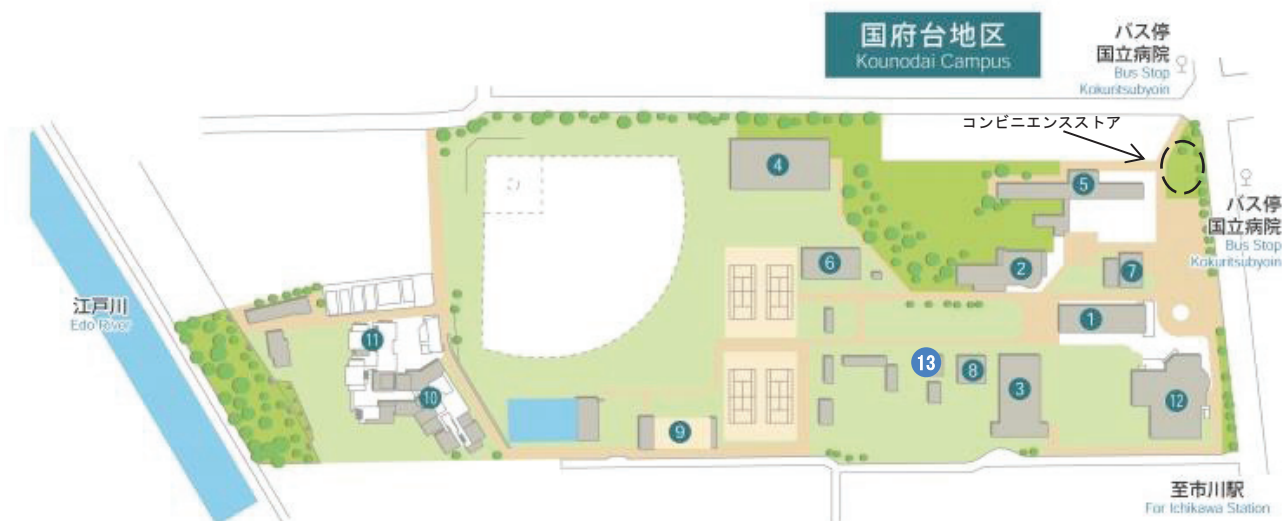 国府台地区
Kounodai Campus
バス停
国立病院
Bus Stop
Kokuritsubyoin
コンビニエンスストア
4
5
バス停
国立病院
Bus Stop
Kokuritsubyoin
6
2
7
江戸川
Edo River
1
11
13
8
3
10
12
9
至市川駅
For Ichikawa Station